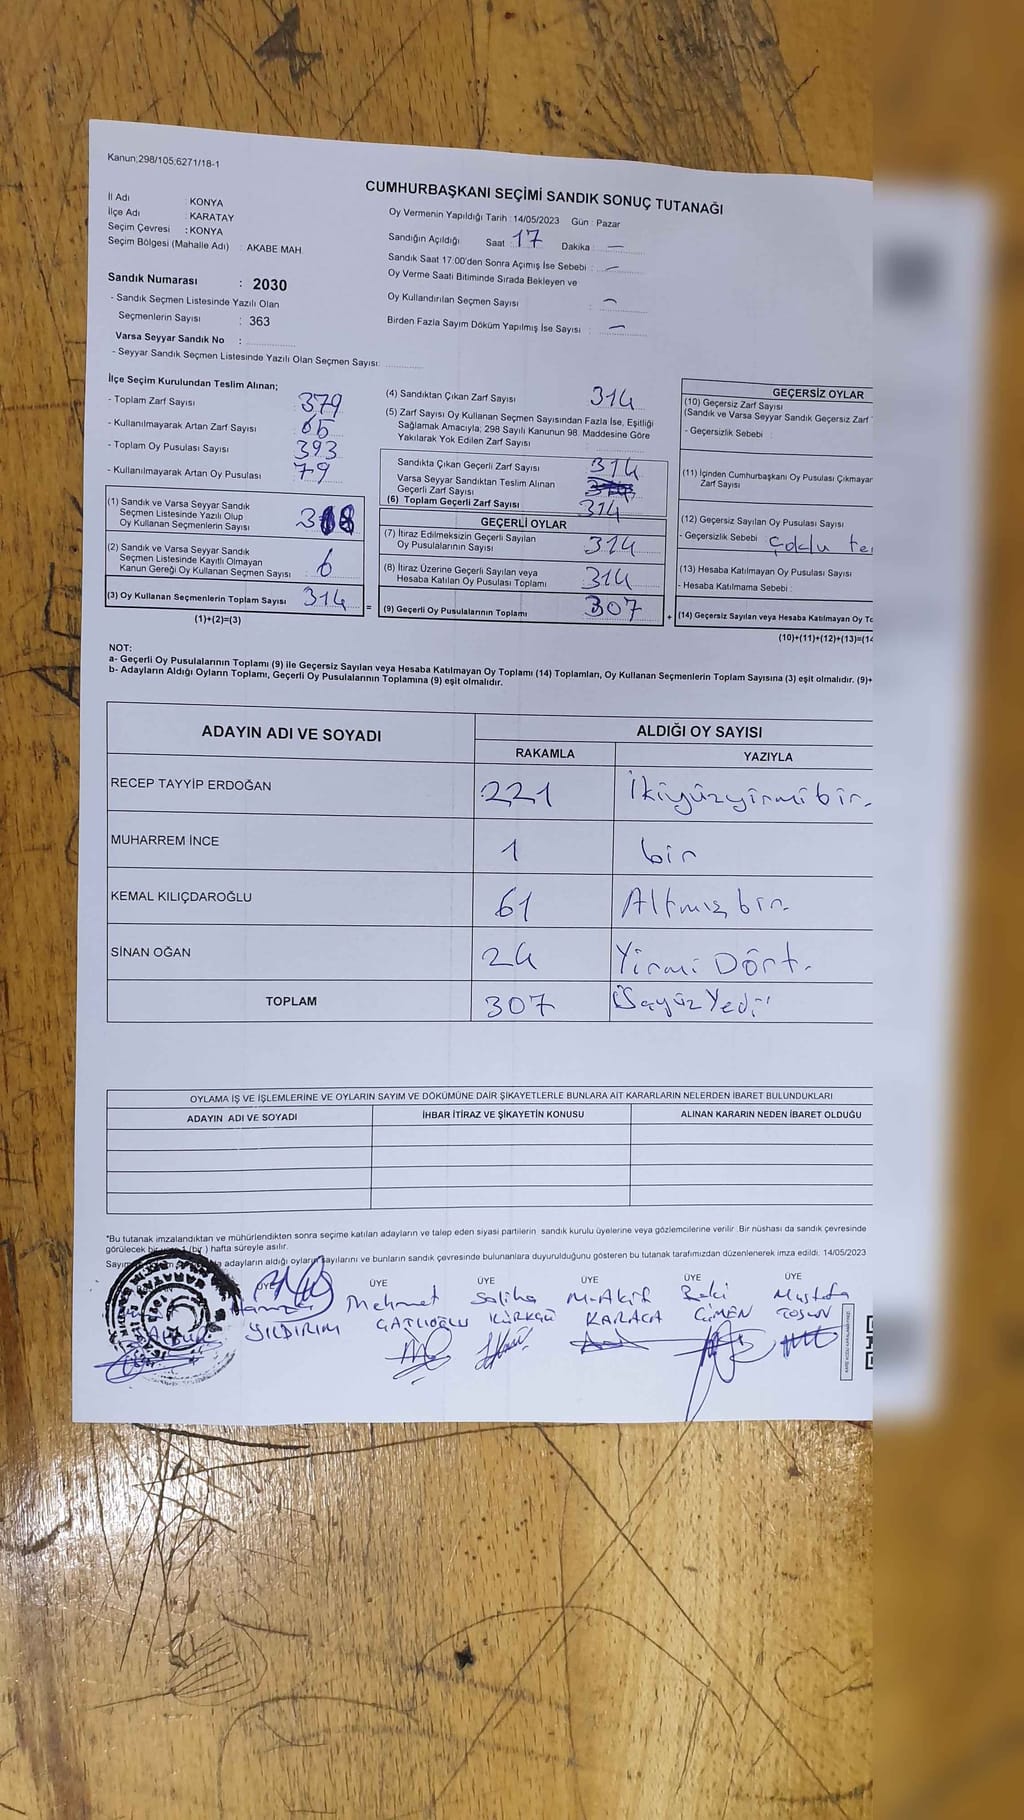 Kanun;298/105;6271/18-1
CUMHURBAŞKANI SEÇİMİ SANDIK SONUÇ TUTANAĞI
İl Adı : KONYA
İlçe Adı : KARATAY
Seçim Çevresi : KONYA
Seçim Bölgesi (Mahalle Adı) : AKABE MAH.
Sandık Numarası : 2030
- Sandık Seçmen Listesinde Yazılı Olan
Seçmenlerin Sayısı : 363
Varsa Seyyar Sandık No :
- Seyyar Sandık Seçmen Listesinde Yazılı Olan Seçmen Sayısı:
Oy Vermenin Yapıldığı Tarih : 14/05/2023 Gün : Pazar
Sandığın Açıldığı Saat : 17 Dakika : —
Sandık Saat 17:00'den Sonra Açımış İse Sebebi : —
Oy Verme Saati Bitiminde Sırada Bekleyen ve
Oy Kullandırılan Seçmen Sayısı : —
Birden Fazla Sayım Döküm Yapılmış İse Sayısı : —
İlçe Seçim Kurulundan Teslim Alınan;
- Toplam Zarf Sayısı 379
- Kullanılmayarak Artan Zarf Sayısı 65
- Toplam Oy Pusulası Sayısı 393
- Kullanılmayarak Artan Oy Pusulası 79
(1) Sandık ve Varsa Seyyar Sandık
Seçmen Listesinde Yazılı Olup
Oy Kullanan Seçmenlerin Sayısı
(2) Sandık ve Varsa Seyyar Sandık
Seçmen Listesinde Kayıtlı Olmayan
Kanun Gereği Oy Kullanan Seçmen Sayısı 6
(3) Oy Kullanan Seçmenlerin Toplam Sayısı 314 =
(1)+(2)=(3)
(4) Sandıktan Çıkan Zarf Sayısı 314
(5) Zarf Sayısı Oy Kullanan Seçmen Sayısından Fazla İse, Eşitliği
Sağlamak Amacıyla; 298 Sayılı Kanunun 98. Maddesine Göre
Yakılarak Yok Edilen Zarf Sayısı
Sandıkta Çıkan Geçerli Zarf Sayısı 314
Varsa Seyyar Sandıktan Teslim Alınan
Geçerli Zarf Sayısı
(6) Toplam Geçerli Zarf Sayısı 314
GEÇERLİ OYLAR
(7) İtiraz Edilmeksizin Geçerli Sayılan
Oy Pusulalarının Sayısı 314
(8) İtiraz Üzerine Geçerli Sayılan veya
Hesaba Katılan Oy Pusulası Toplamı 314
(9) Geçerli Oy Pusulalarının Toplamı 307 +
GEÇERSİZ OYLAR
(10) Geçersiz Zarf Sayısı
(Sandık ve Varsa Seyyar Sandık Geçersiz Zarf
- Geçersizlik Sebebi :
(11) İçinden Cumhurbaşkanı Oy Pusulası Çıkmayan
Zarf Sayısı
(12) Geçersiz Sayılan Oy Pusulası Sayısı
- Geçersizlik Sebebi : Çoklu
(13) Hesaba Katılmayan Oy Pusulası Sayısı
- Hesaba Katılmama Sebebi :
(14) Geçersiz Sayılan veya Hesaba Katılmayan Oy
(10)+(11)+(12)+(13)=(14
NOT:
a- Geçerli Oy Pusulalarının Toplamı (9) ile Geçersiz Sayılan veya Hesaba Katılmayan Oy Toplamı (14) Toplamları, Oy Kullanan Seçmenlerin Toplam Sayısına (3) eşit olmalıdır. (9)+
b- Adayların Aldığı Oyların Toplamı, Geçerli Oy Pusulalarının Toplamına (9) eşit olmalıdır.
ADAYIN ADI VE SOYADI ALDIĞI OY SAYISI
RAKAMLA YAZIYLA
RECEP TAYYİP ERDOĞAN 221 İkiyüzyirmibir.
MUHARREM İNCE 1 bir
KEMAL KILIÇDAROĞLU 61 Altmışbir.
SİNAN OĞAN 24 Yirmi Dört.
TOPLAM 307
OYLAMA İŞ VE İŞLEMLERİNE VE OYLARIN SAYIM VE DÖKÜMÜNE DAİR ŞİKAYETLERLE BUNLARA AİT KARARLARIN NELERDEN İBARET BULUNDUKLARI
ADAYIN ADI VE SOYADI İHBAR İTİRAZ VE ŞİKAYETİN KONUSU ALINAN KARARIN NEDEN İBARET OLDUĞU
*Bu tutanak imzalandıktan ve mühürlendikten sonra seçime katılan adayların ve talep eden siyasi partilerin sandık kurulu üyelerine veya gözlemcilerine verilir. Bir nüshası da sandık çevresinde
görülecek bir (bir ) hafta süreyle asılır.
adayların aldığı oyların sayılarını ve bunların sandık çevresinde bulunanlara duyurulduğunu gösteren bu tutanak tarafımızdan düzenlenerek imza edildi. 14/05/2023
ÜYE ÜYE ÜYE ÜYE ÜYE ÜYE
Mehmet Saliha M.Akif Zeki Mustafa
YILDIRIM KARACA ÇİMEN TOSUN